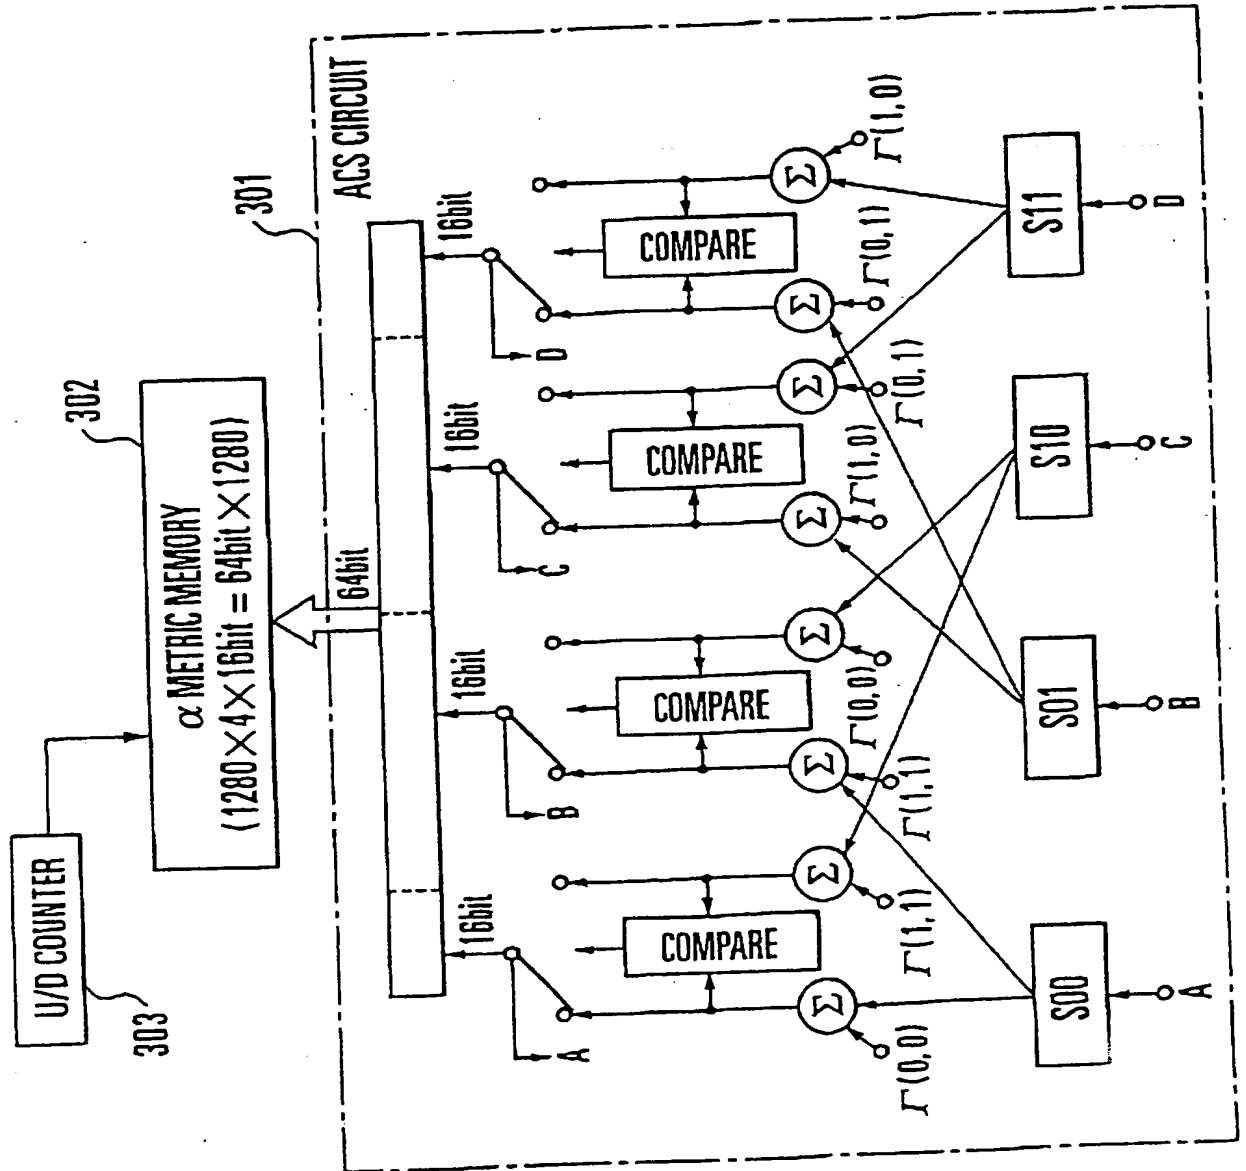 U/D COUNTER
303
α METRIC MEMORY
(1280×4×16bit = 64bit×1280)
302
64bit
301
ACS CIRCUIT
16bit
16bit
16bit
16bit
A
B
C
D
COMPARE
COMPARE
COMPARE
COMPARE
Σ
Σ
Σ
Σ
Σ
Σ
Σ
Σ
Γ(0,0)
Γ(1,1)
Γ(1,1)
Γ(0,0)
Γ(1,0)
Γ(0,1)
Γ(0,1)
Γ(1,0)
S00
S01
S10
S11
A
B
C
D